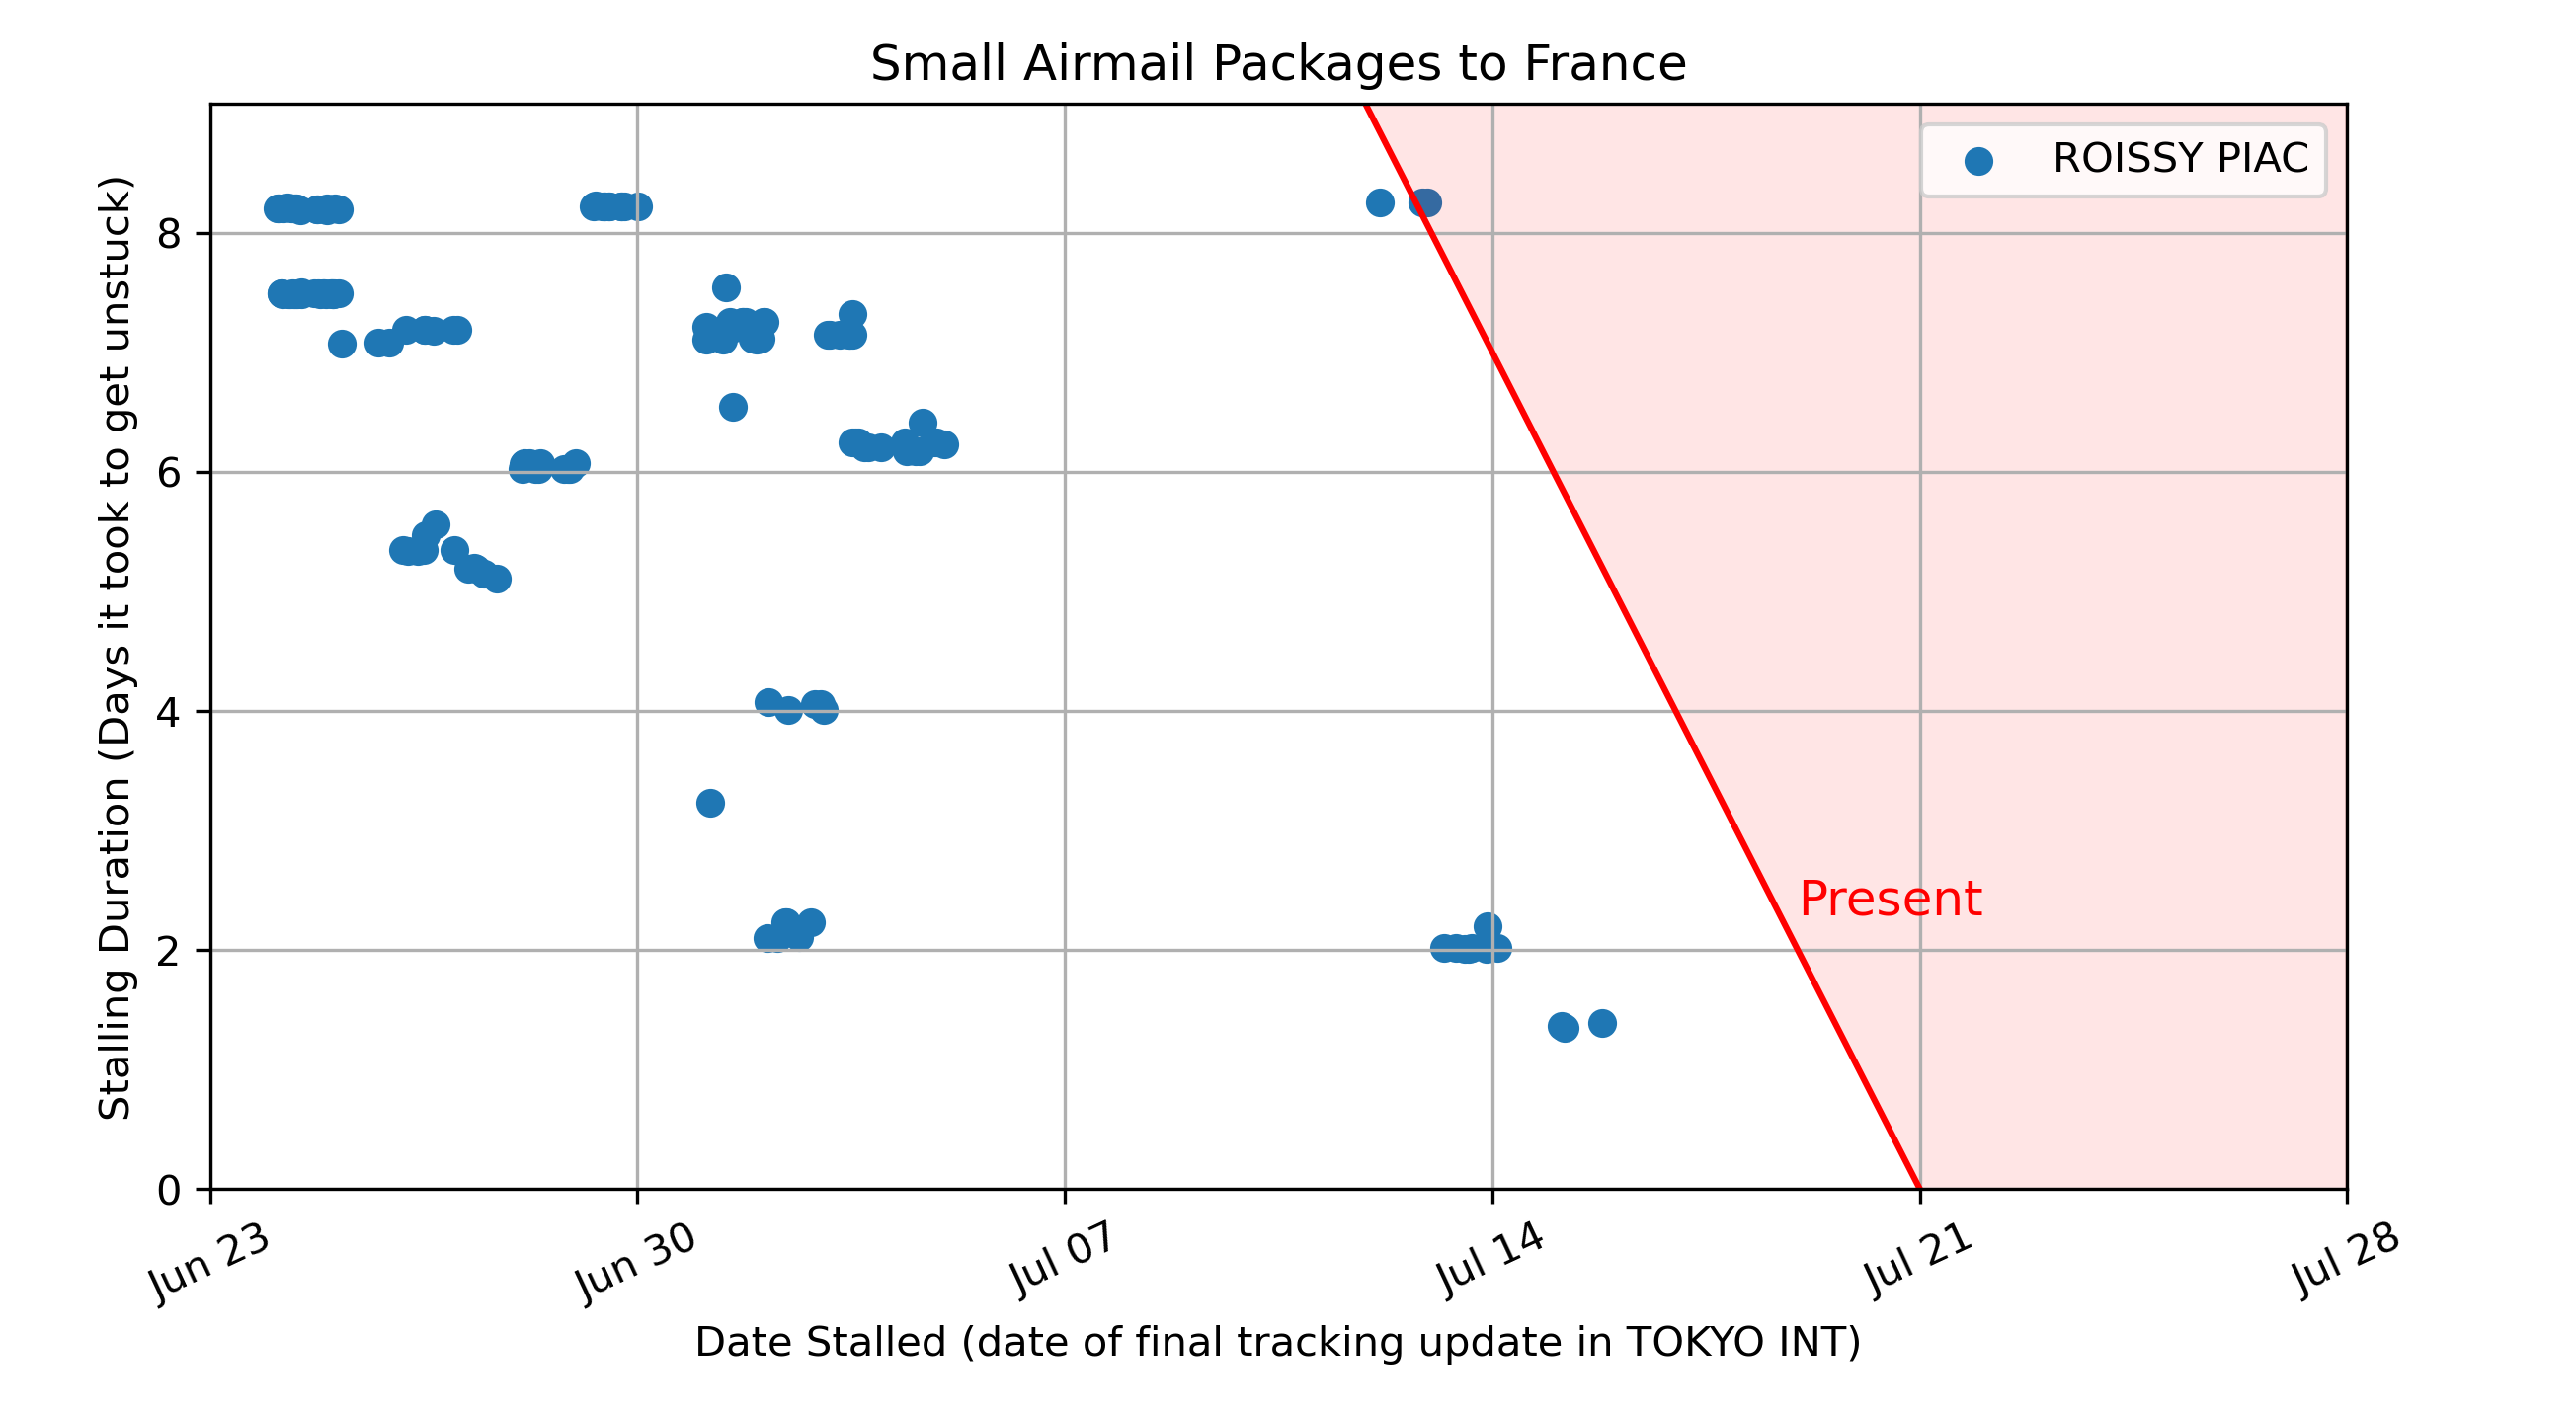 Small Airmail Packages to France
ROISSY PIAC
Stalling Duration (Days it took to get unstuck)
8
6
4
2
0
Present
Jun 23
Jun 30
Jul 07
Jul 14
Jul 21
Jul 28
Date Stalled (date of final tracking update in TOKYO INT)